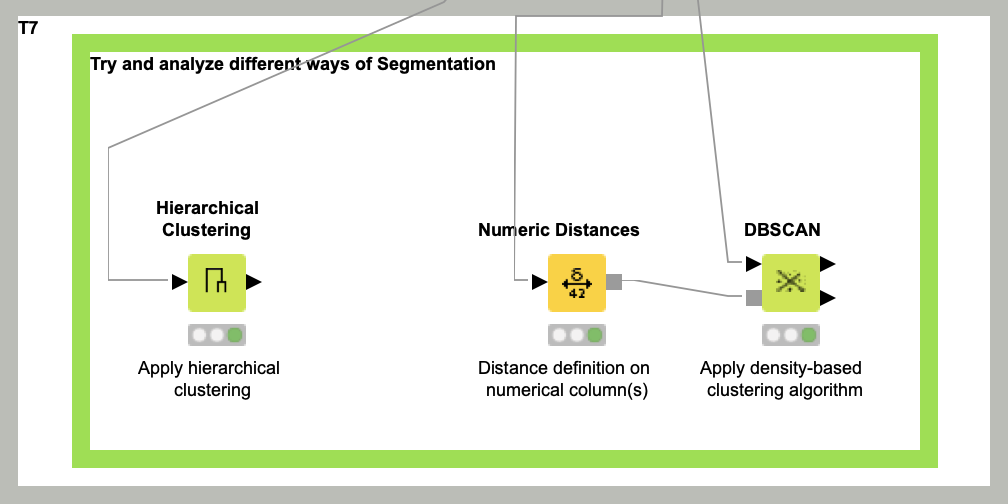 T7
Try and analyze different ways of Segmentation
Hierarchical
Clustering
Numeric Distances
DBSCAN
δ
42
Apply hierarchical
clustering
Distance definition on
numerical column(s)
Apply density-based
clustering algorithm